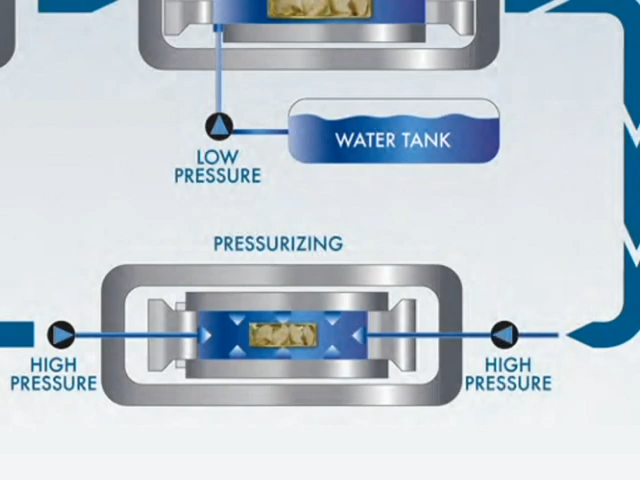 WATER TANK
LOW
PRESSURE
PRESSURIZING
HIGH
PRESSURE
HIGH
PRESSURE